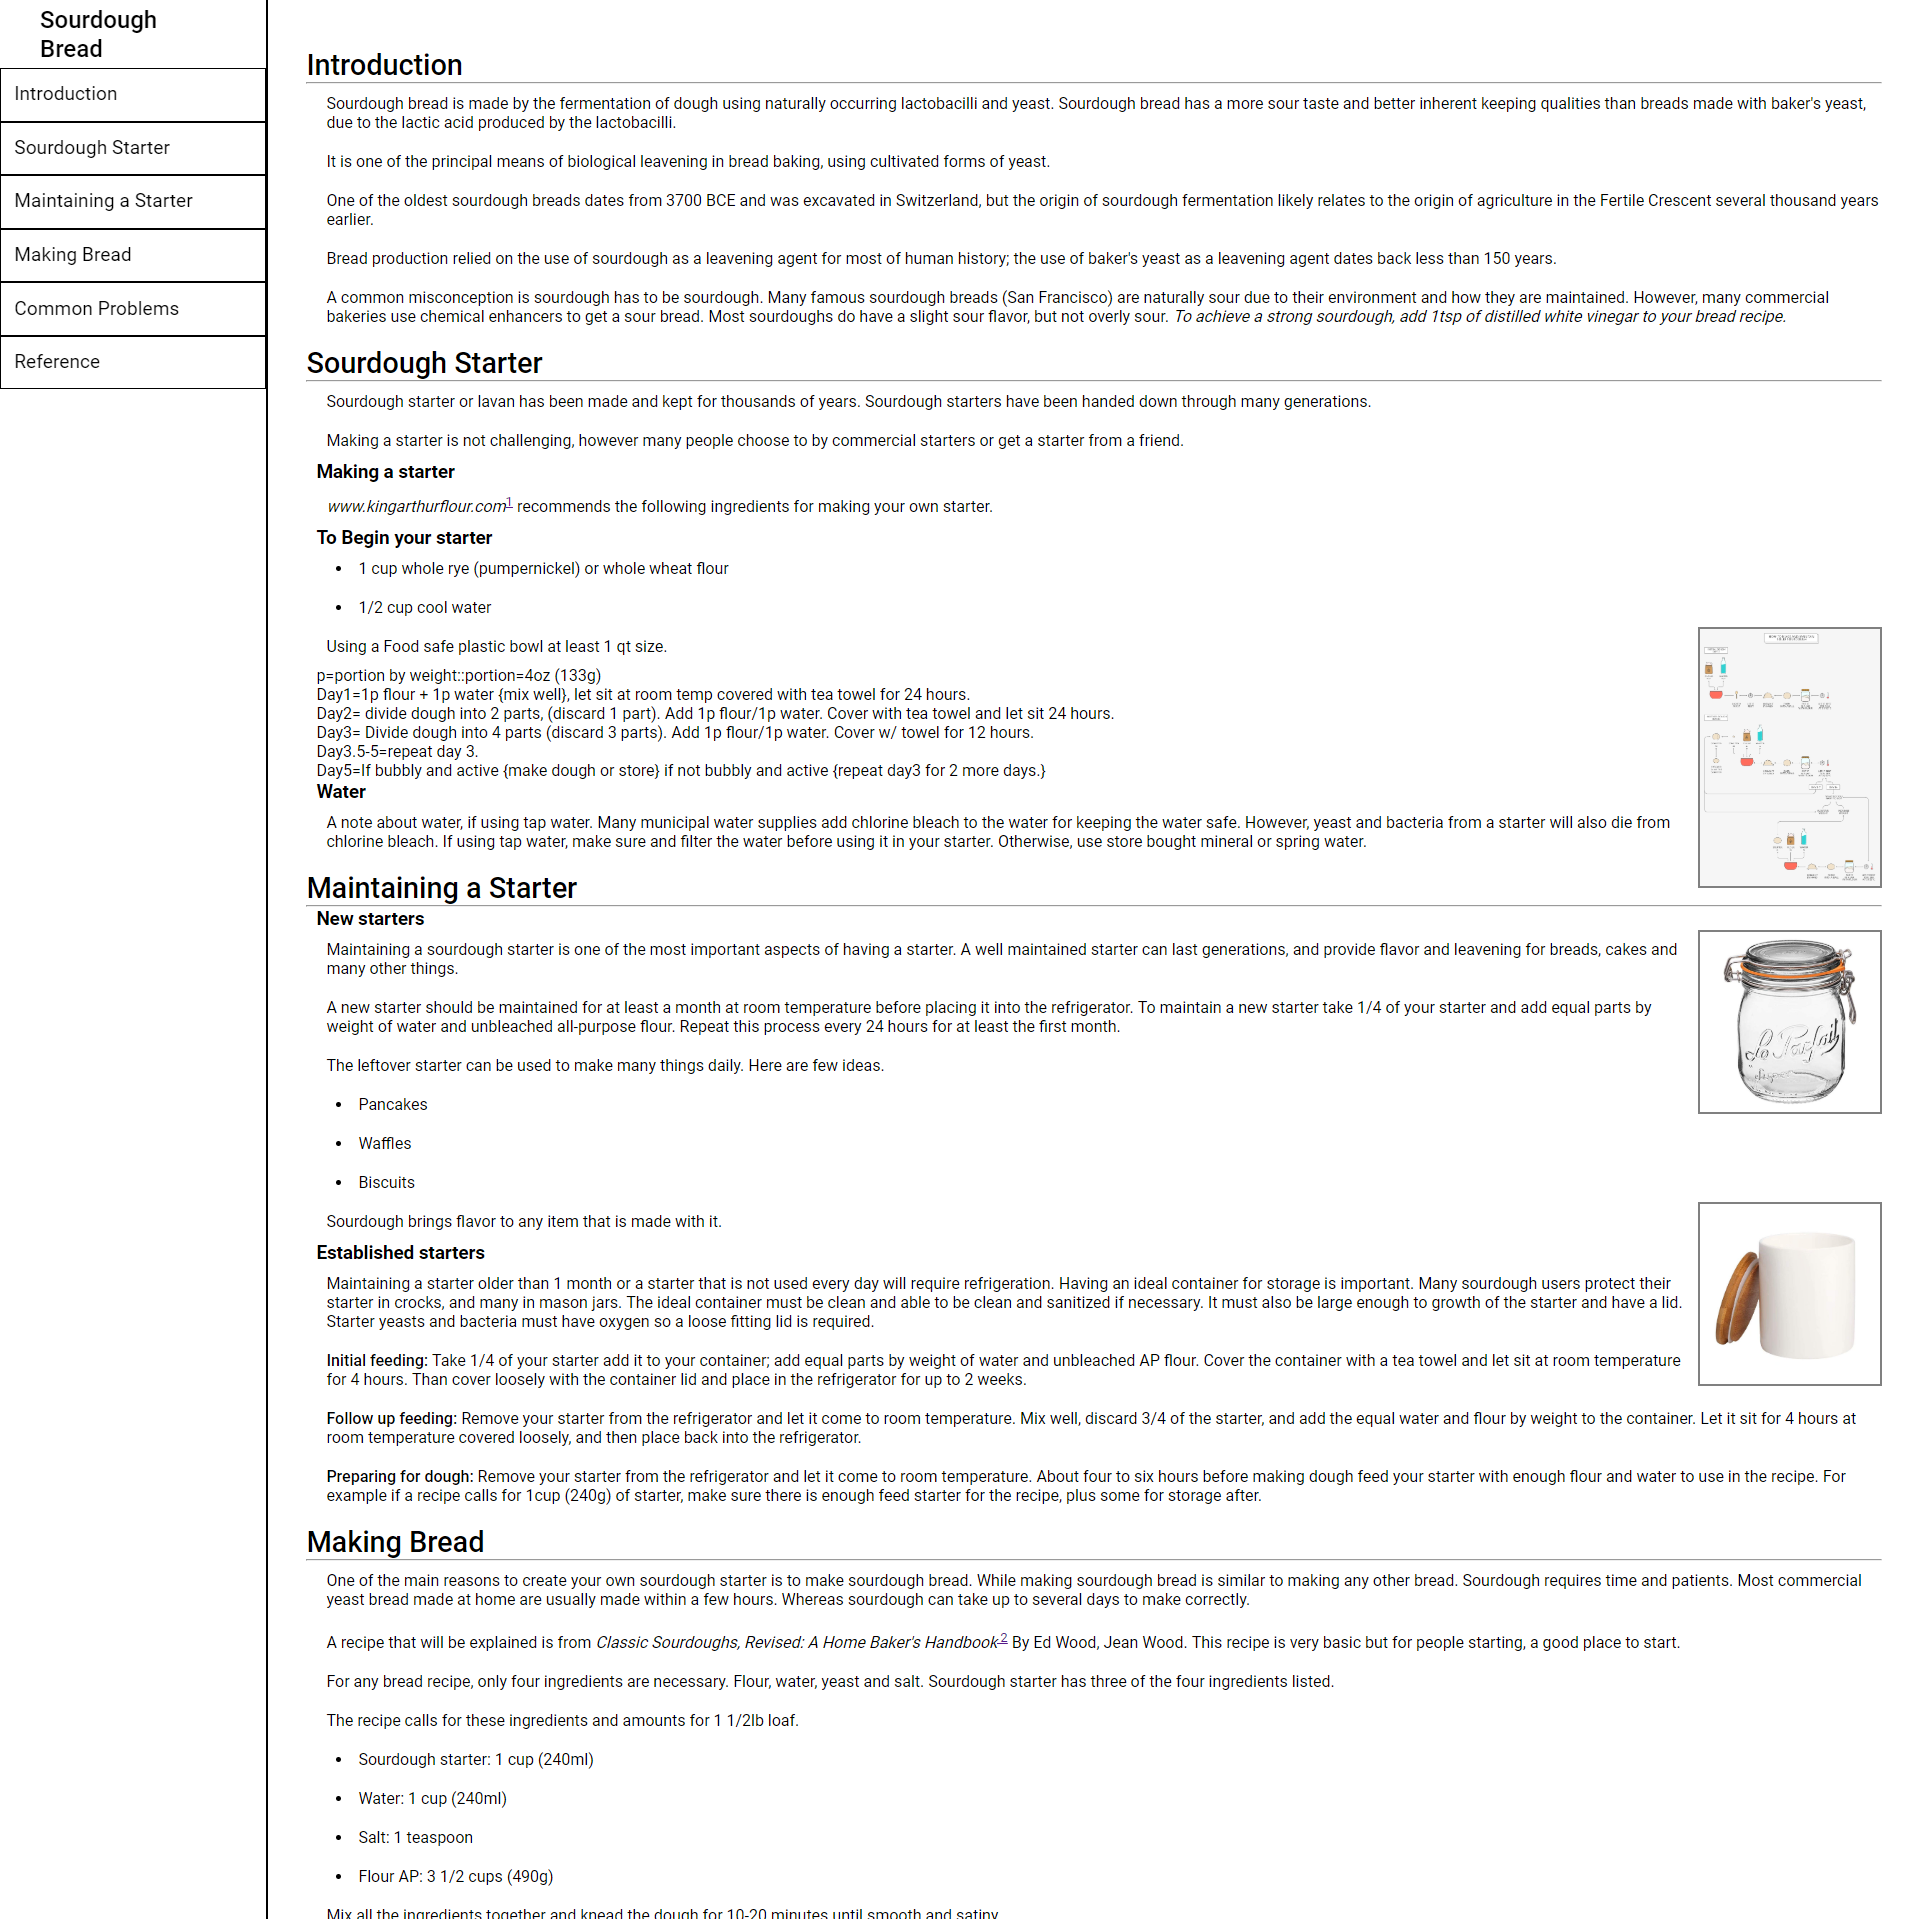 Sourdough
Bread
Introduction
Sourdough Starter
Maintaining a Starter
Making Bread
Common Problems
Reference
Introduction
Sourdough bread is made by the fermentation of dough using naturally occurring lactobacilli and yeast. Sourdough bread has a more sour taste and better inherent keeping qualities than breads made with baker's yeast,
due to the lactic acid produced by the lactobacilli.
It is one of the principal means of biological leavening in bread baking, using cultivated forms of yeast.
One of the oldest sourdough breads dates from 3700 BCE and was excavated in Switzerland, but the origin of sourdough fermentation likely relates to the origin of agriculture in the Fertile Crescent several thousand years
earlier.
Bread production relied on the use of sourdough as a leavening agent for most of human history; the use of baker's yeast as a leavening agent dates back less than 150 years.
A common misconception is sourdough has to be sourdough. Many famous sourdough breads (San Francisco) are naturally sour due to their environment and how they are maintained. However, many commercial
bakeries use chemical enhancers to get a sour bread. Most sourdoughs do have a slight sour flavor, but not overly sour. To achieve a strong sourdough, add 1tsp of distilled white vinegar to your bread recipe.
Sourdough Starter
Sourdough starter or lavan has been made and kept for thousands of years. Sourdough starters have been handed down through many generations.
Making a starter is not challenging, however many people choose to by commercial starters or get a starter from a friend.
Making a starter
www.kingarthurflour.com1 recommends the following ingredients for making your own starter.
To Begin your starter
• 1 cup whole rye (pumpernickel) or whole wheat flour
• 1/2 cup cool water
Using a Food safe plastic bowl at least 1 qt size.
p=portion by weight::portion=4oz (133g)
Day1=1p flour + 1p water {mix well}, let sit at room temp covered with tea towel for 24 hours.
Day2= divide dough into 2 parts, (discard 1 part). Add 1p flour/1p water. Cover with tea towel and let sit 24 hours.
Day3= Divide dough into 4 parts (discard 3 parts). Add 1p flour/1p water. Cover w/ towel for 12 hours.
Day3.5-5=repeat day 3.
Day5=If bubbly and active {make dough or store} if not bubbly and active {repeat day3 for 2 more days.}
Water
A note about water, if using tap water. Many municipal water supplies add chlorine bleach to the water for keeping the water safe. However, yeast and bacteria from a starter will also die from
chlorine bleach. If using tap water, make sure and filter the water before using it in your starter. Otherwise, use store bought mineral or spring water.
Maintaining a Starter
New starters
Maintaining a sourdough starter is one of the most important aspects of having a starter. A well maintained starter can last generations, and provide flavor and leavening for breads, cakes and
many other things.
A new starter should be maintained for at least a month at room temperature before placing it into the refrigerator. To maintain a new starter take 1/4 of your starter and add equal parts by
weight of water and unbleached all-purpose flour. Repeat this process every 24 hours for at least the first month.
The leftover starter can be used to make many things daily. Here are few ideas.
• Pancakes
• Waffles
• Biscuits
Sourdough brings flavor to any item that is made with it.
Le Parfait
Established starters
Maintaining a starter older than 1 month or a starter that is not used every day will require refrigeration. Having an ideal container for storage is important. Many sourdough users protect their
starter in crocks, and many in mason jars. The ideal container must be clean and able to be clean and sanitized if necessary. It must also be large enough to growth of the starter and have a lid.
Starter yeasts and bacteria must have oxygen so a loose fitting lid is required.
Initial feeding: Take 1/4 of your starter add it to your container; add equal parts by weight of water and unbleached AP flour. Cover the container with a tea towel and let sit at room temperature
for 4 hours. Than cover loosely with the container lid and place in the refrigerator for up to 2 weeks.
Follow up feeding: Remove your starter from the refrigerator and let it come to room temperature. Mix well, discard 3/4 of the starter, and add the equal water and flour by weight to the container. Let it sit for 4 hours at
room temperature covered loosely, and then place back into the refrigerator.
Preparing for dough: Remove your starter from the refrigerator and let it come to room temperature. About four to six hours before making dough feed your starter with enough flour and water to use in the recipe. For
example if a recipe calls for 1cup (240g) of starter, make sure there is enough feed starter for the recipe, plus some for storage after.
Making Bread
One of the main reasons to create your own sourdough starter is to make sourdough bread. While making sourdough bread is similar to making any other bread. Sourdough requires time and patients. Most commercial
yeast bread made at home are usually made within a few hours. Whereas sourdough can take up to several days to make correctly.
A recipe that will be explained is from Classic Sourdoughs, Revised: A Home Baker's Handbook 2 By Ed Wood, Jean Wood. This recipe is very basic but for people starting, a good place to start.
For any bread recipe, only four ingredients are necessary. Flour, water, yeast and salt. Sourdough starter has three of the four ingredients listed.
The recipe calls for these ingredients and amounts for 1 1/2lb loaf.
• Sourdough starter: 1 cup (240ml)
• Water: 1 cup (240ml)
• Salt: 1 teaspoon
• Flour AP: 3 1/2 cups (490g)
Mix all the ingredients together and knead the dough for 10-20 minutes until smooth and satiny